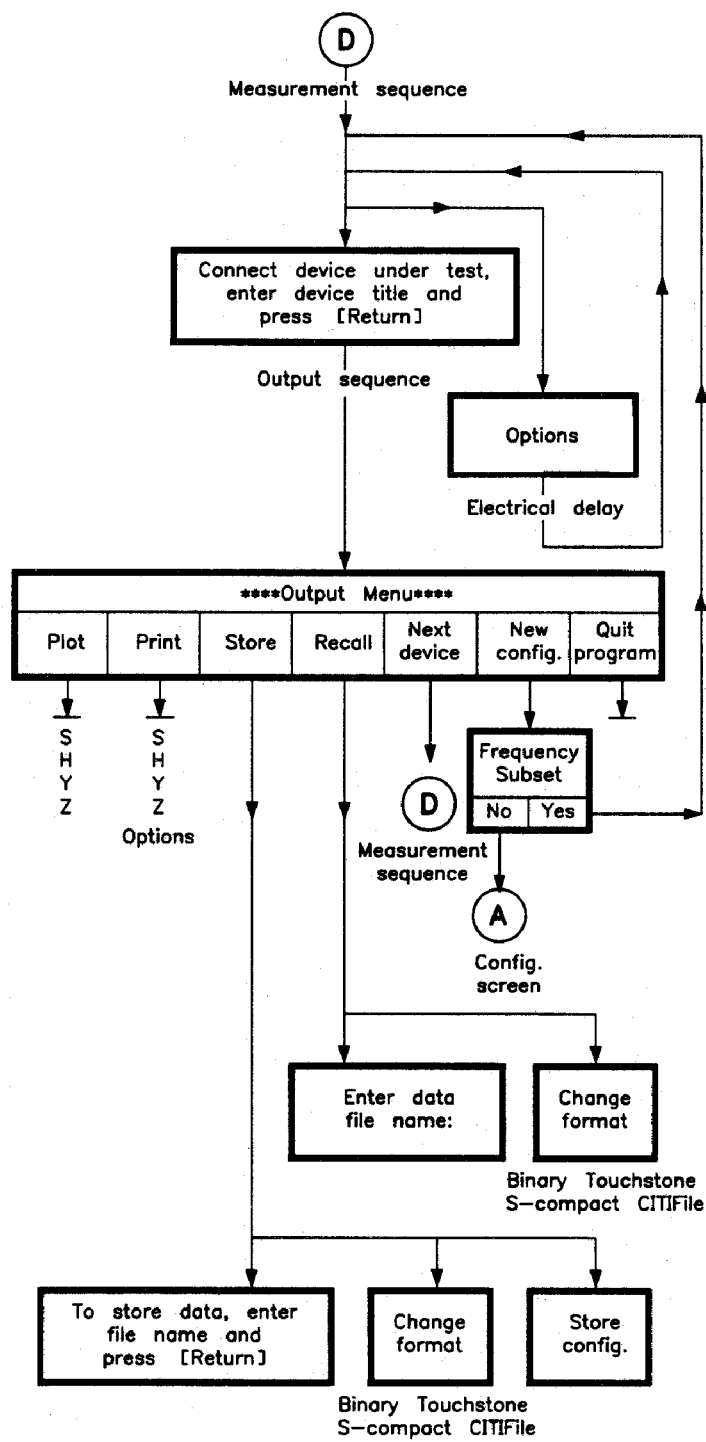 D
Measurement sequence
Connect device under test,
enter device title and
press [Return]
Output sequence
Options
Electrical delay
****Output Menu****
Plot
Print
Store
Recall
Next
device
New
config.
Quit
program
S
H
Y
Z
S
H
Y
Z
Options
D
Measurement
sequence
Frequency
Subset
No
Yes
A
Config.
screen
Enter data
file name:
Change
format
Binary Touchstone
S-compact CITIFile
To store data, enter
file name and
press [Return]
Change
format
Store
config.
Binary Touchstone
S-compact CITIFile